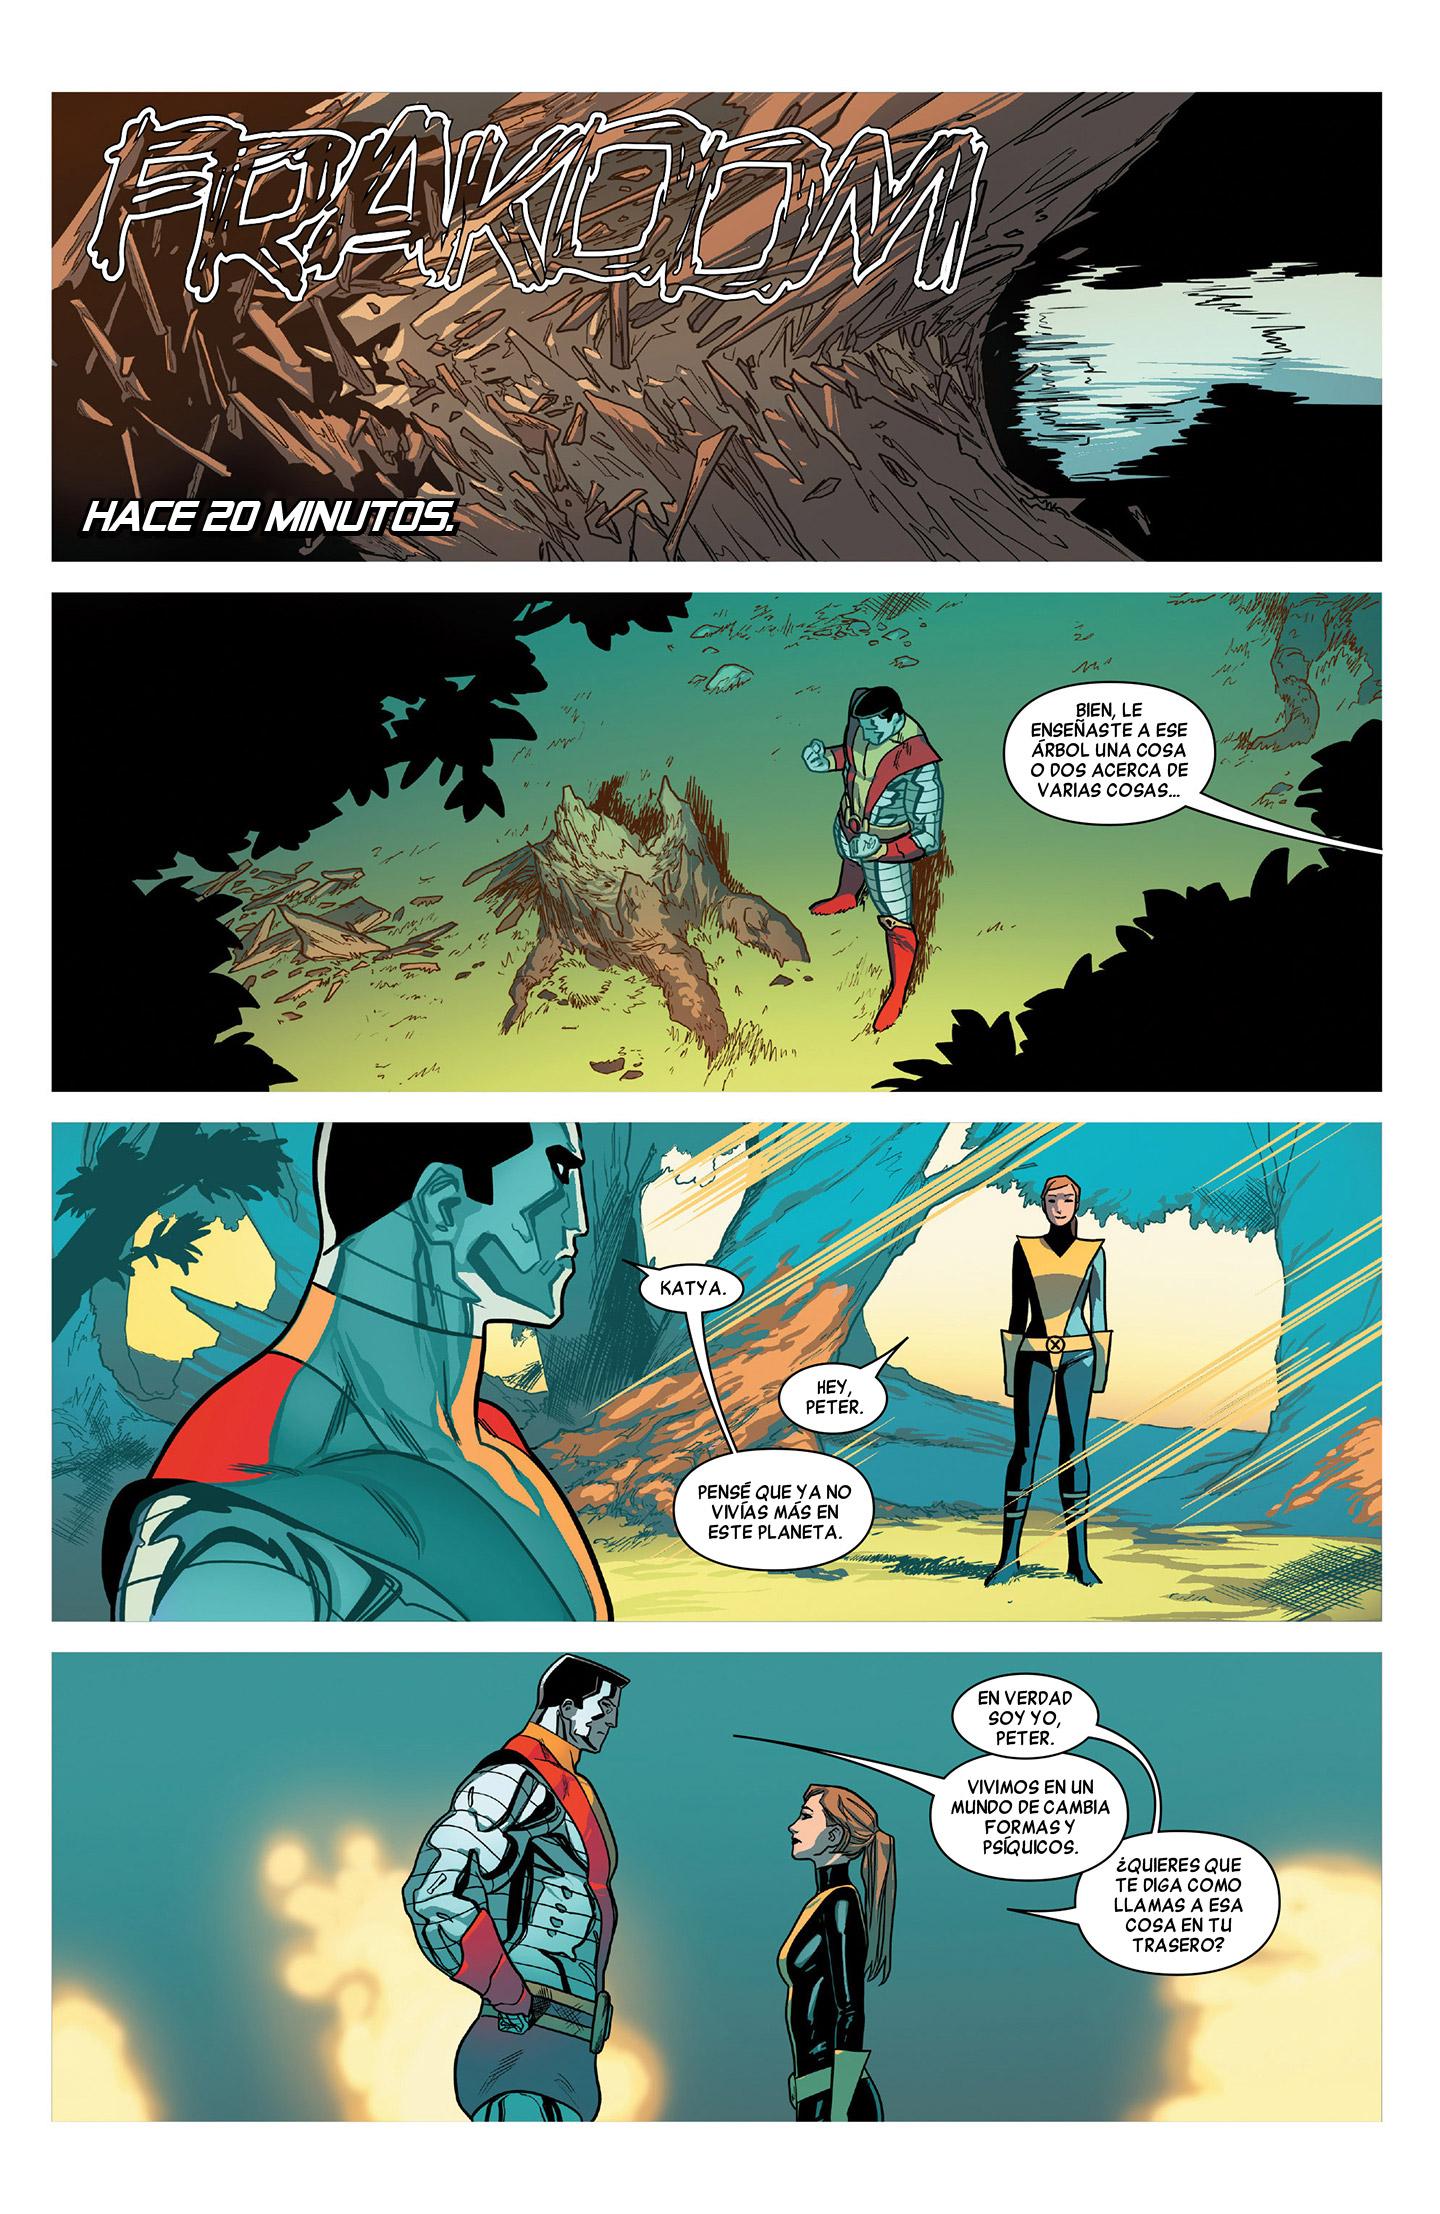 FRAKOOM
HACE 20 MINUTOS.
BIEN, LE
ENSEÑASTE A ESE
ÁRBOL UNA COSA
O DOS ACERCA DE
VARIAS COSAS...
KATYA.
HEY,
PETER.
PENSÉ QUE YA NO
VIVÍAS MÁS EN
ESTE PLANETA.
EN VERDAD
SOY YO,
PETER.
VIVIMOS EN UN
MUNDO DE CAMBIA
FORMAS Y
PSÍQUICOS.
¿QUIERES QUE
TE DIGA COMO
LLAMAS A ESA
COSA EN TU
TRASERO?